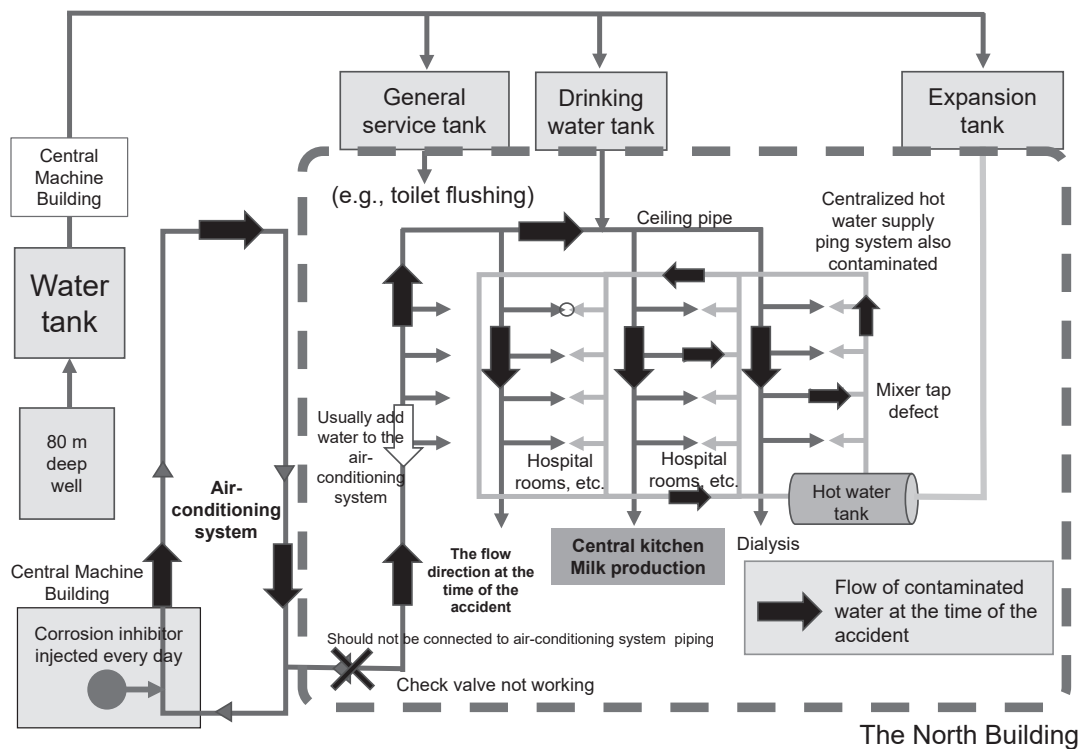 General
service tank
Drinking
water tank
Expansion
tank
Central
Machine
Building
(e.g., toilet flushing)
Ceiling pipe
Centralized hot
water supply
ping system also
contaminated
Water
tank
80 m
deep
well
Usually add
water to the
air-
conditioning
system
Mixer tap
defect
Hospital
rooms, etc.
Hospital
rooms, etc.
Air-
conditioning
system
Hot water
tank
The flow
direction at the
time of the
accident
Central kitchen
Milk production
Dialysis
Central Machine
Building
Corrosion inhibitor
injected every day
Flow of contaminated
water at the time of the
accident
Should not be connected to air-conditioning system piping
Check valve not working
The North Building